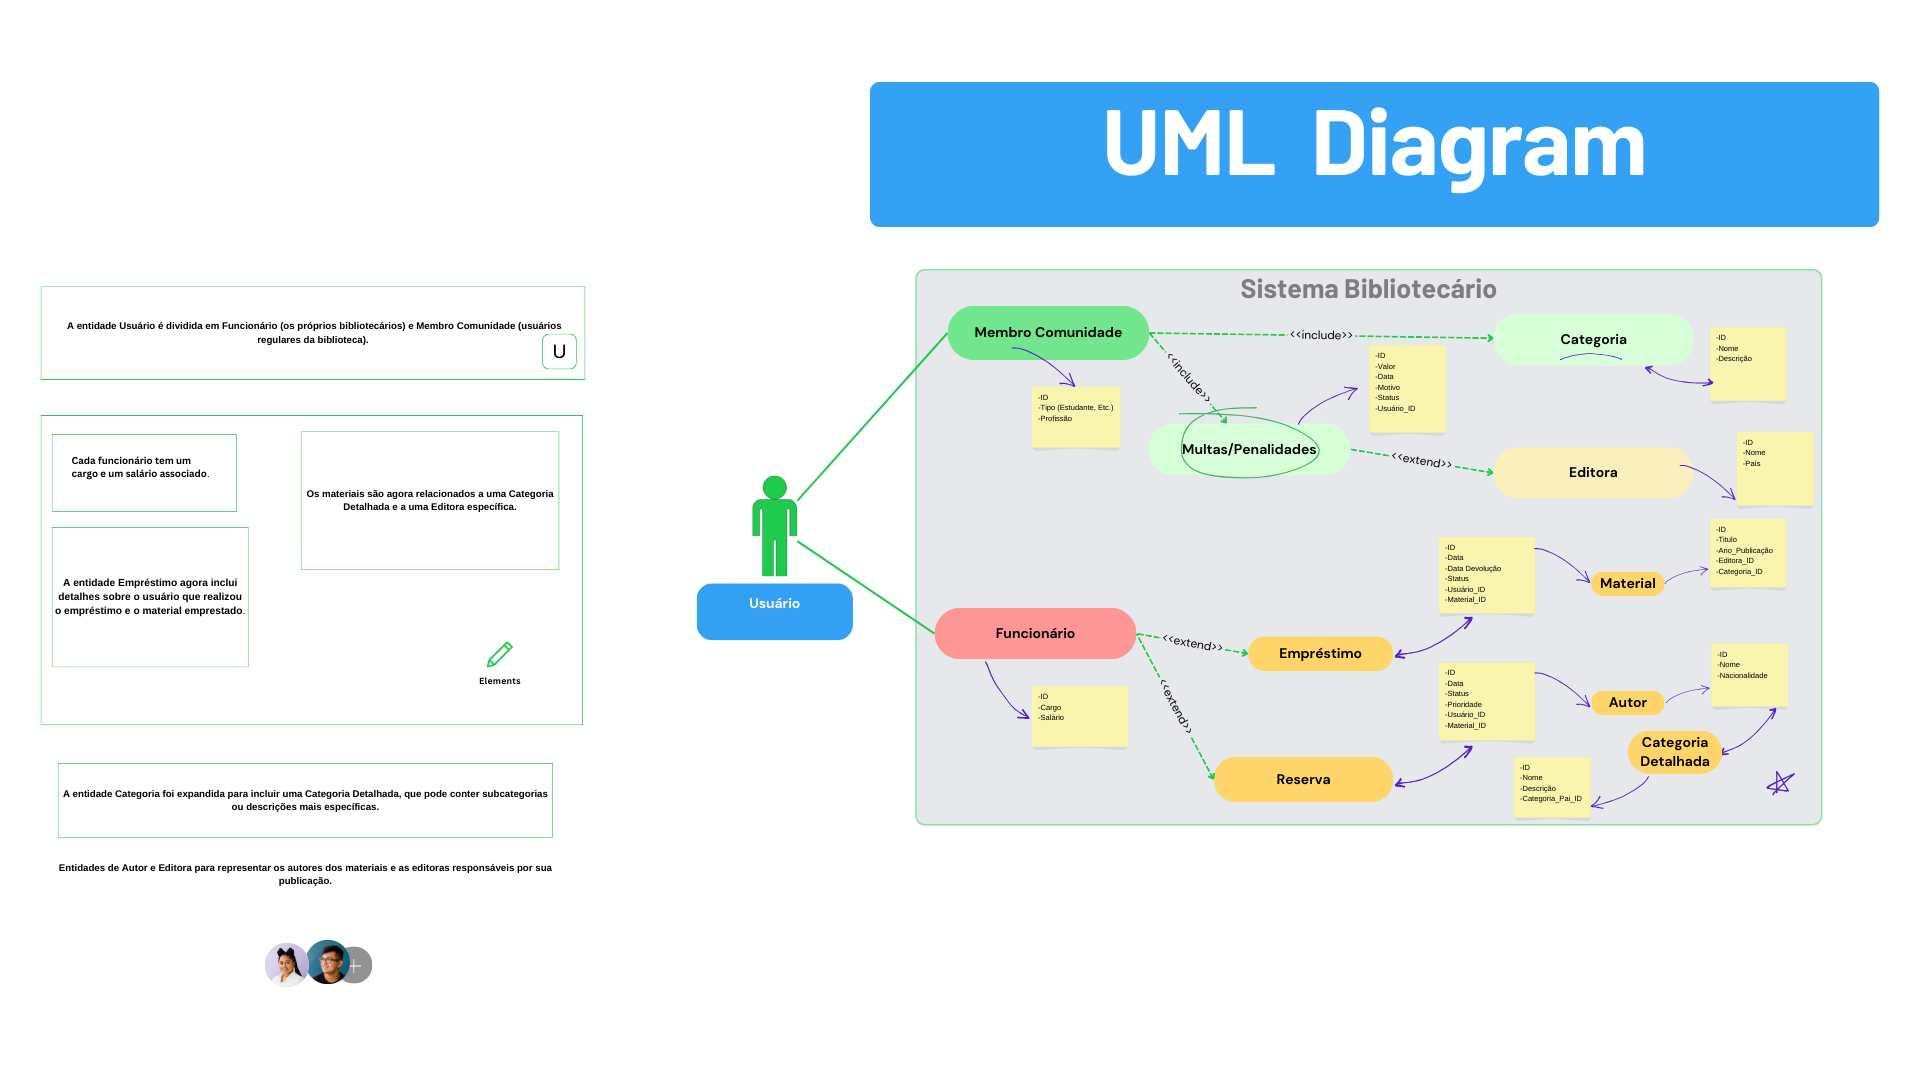 UML Diagram
A entidade Usuário é dividida em Funcionário (os próprios bibliotecários) e Membro Comunidade (usuários
regulares da biblioteca).
U
Cada funcionário tem um
cargo e um salário associado.
Os materiais são agora relacionados a uma Categoria
Detalhada e a uma Editora específica.
A entidade Empréstimo agora inclui
detalhes sobre o usuário que realizou
o empréstimo e o material emprestado.
Elements
A entidade Categoria foi expandida para incluir uma Categoria Detalhada, que pode conter subcategorias
ou descrições mais específicas.
Entidades de Autor e Editora para representar os autores dos materiais e as editoras responsáveis por sua
publicação.
Usuário
Sistema Bibliotecário
Membro Comunidade
<<include>>
Categoria
-ID
-Nome
-Descrição
<<include>>
-ID
-Tipo (Estudante, Etc.)
-Profissão
-ID
-Valor
-Data
-Motivo
-Status
-Usuário_ID
Multas/Penalidades
<<extend>>
Editora
-ID
-Nome
-País
Funcionário
-ID
-Cargo
-Salário
<<extend>>
Empréstimo
-ID
-Data
-Data Devolução
-Status
-Usuário_ID
-Material_ID
Material
-ID
-Titulo
-Ano_Publicação
-Editora_ID
-Categoria_ID
<<extend>>
Reserva
-ID
-Data
-Status
-Prioridade
-Usuário_ID
-Material_ID
Autor
-ID
-Nome
-Nacionalidade
Categoria
Detalhada
-ID
-Nome
-Descrição
-Categoria_Pai_ID